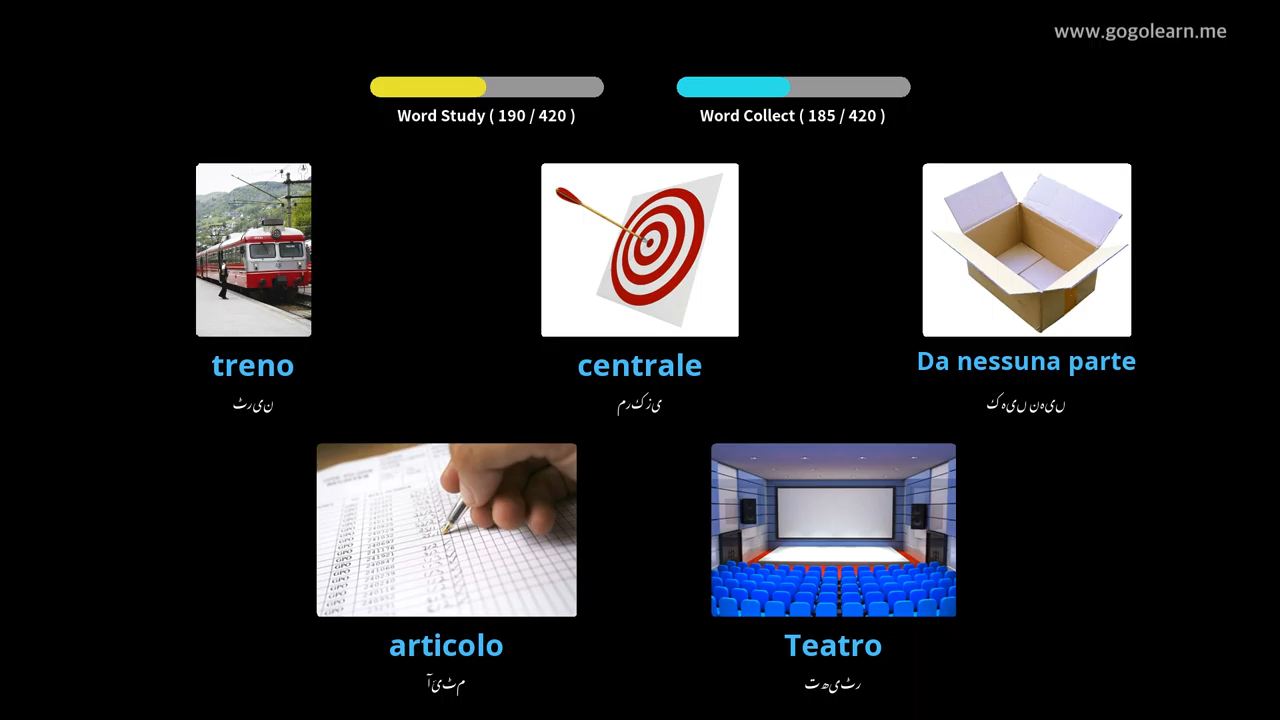 www.gogolearn.me
Word Study ( 190 / 420 )
Word Collect ( 185 / 420 )
treno
centrale
Da nessuna parte
ٹرین
مرکزی
کہیں نہیں
articolo
Teatro
آئٹم
تھیٹر